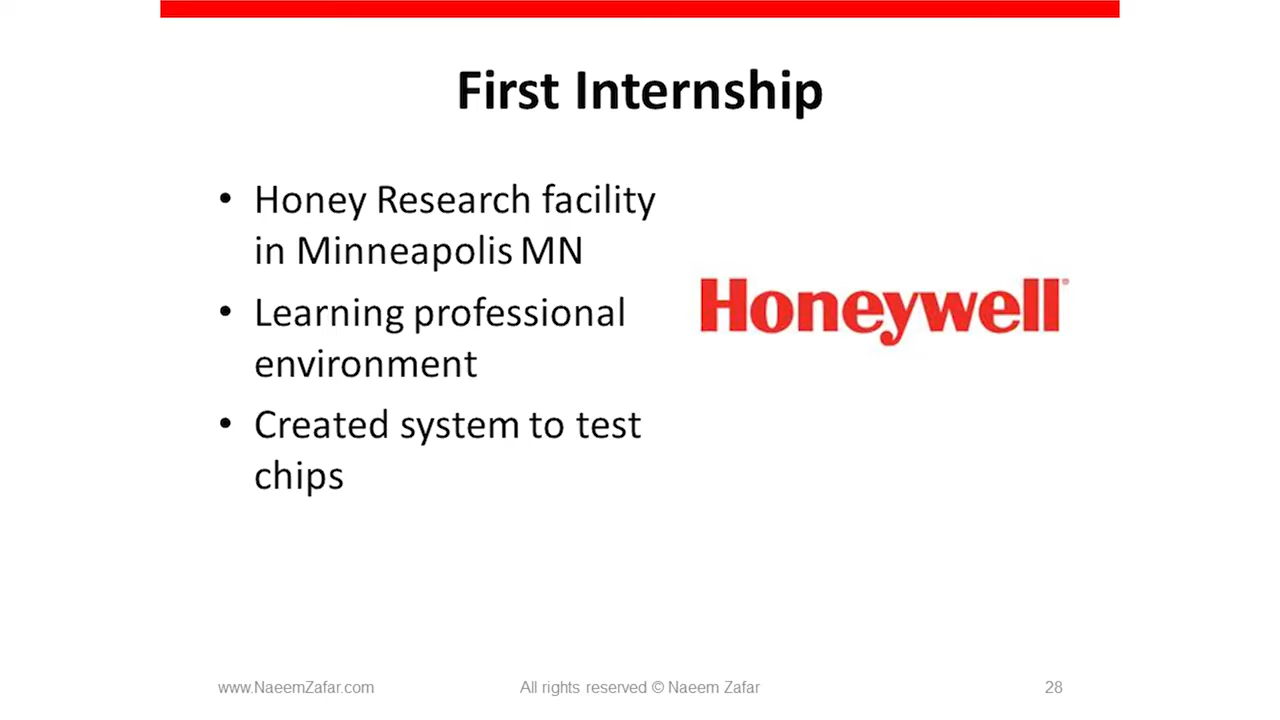 First Internship
• Honey Research facility
in Minneapolis MN
• Learning professional
environment
• Created system to test
chips
Honeywell
www.NaeemZafar.com
All rights reserved © Naeem Zafar
28